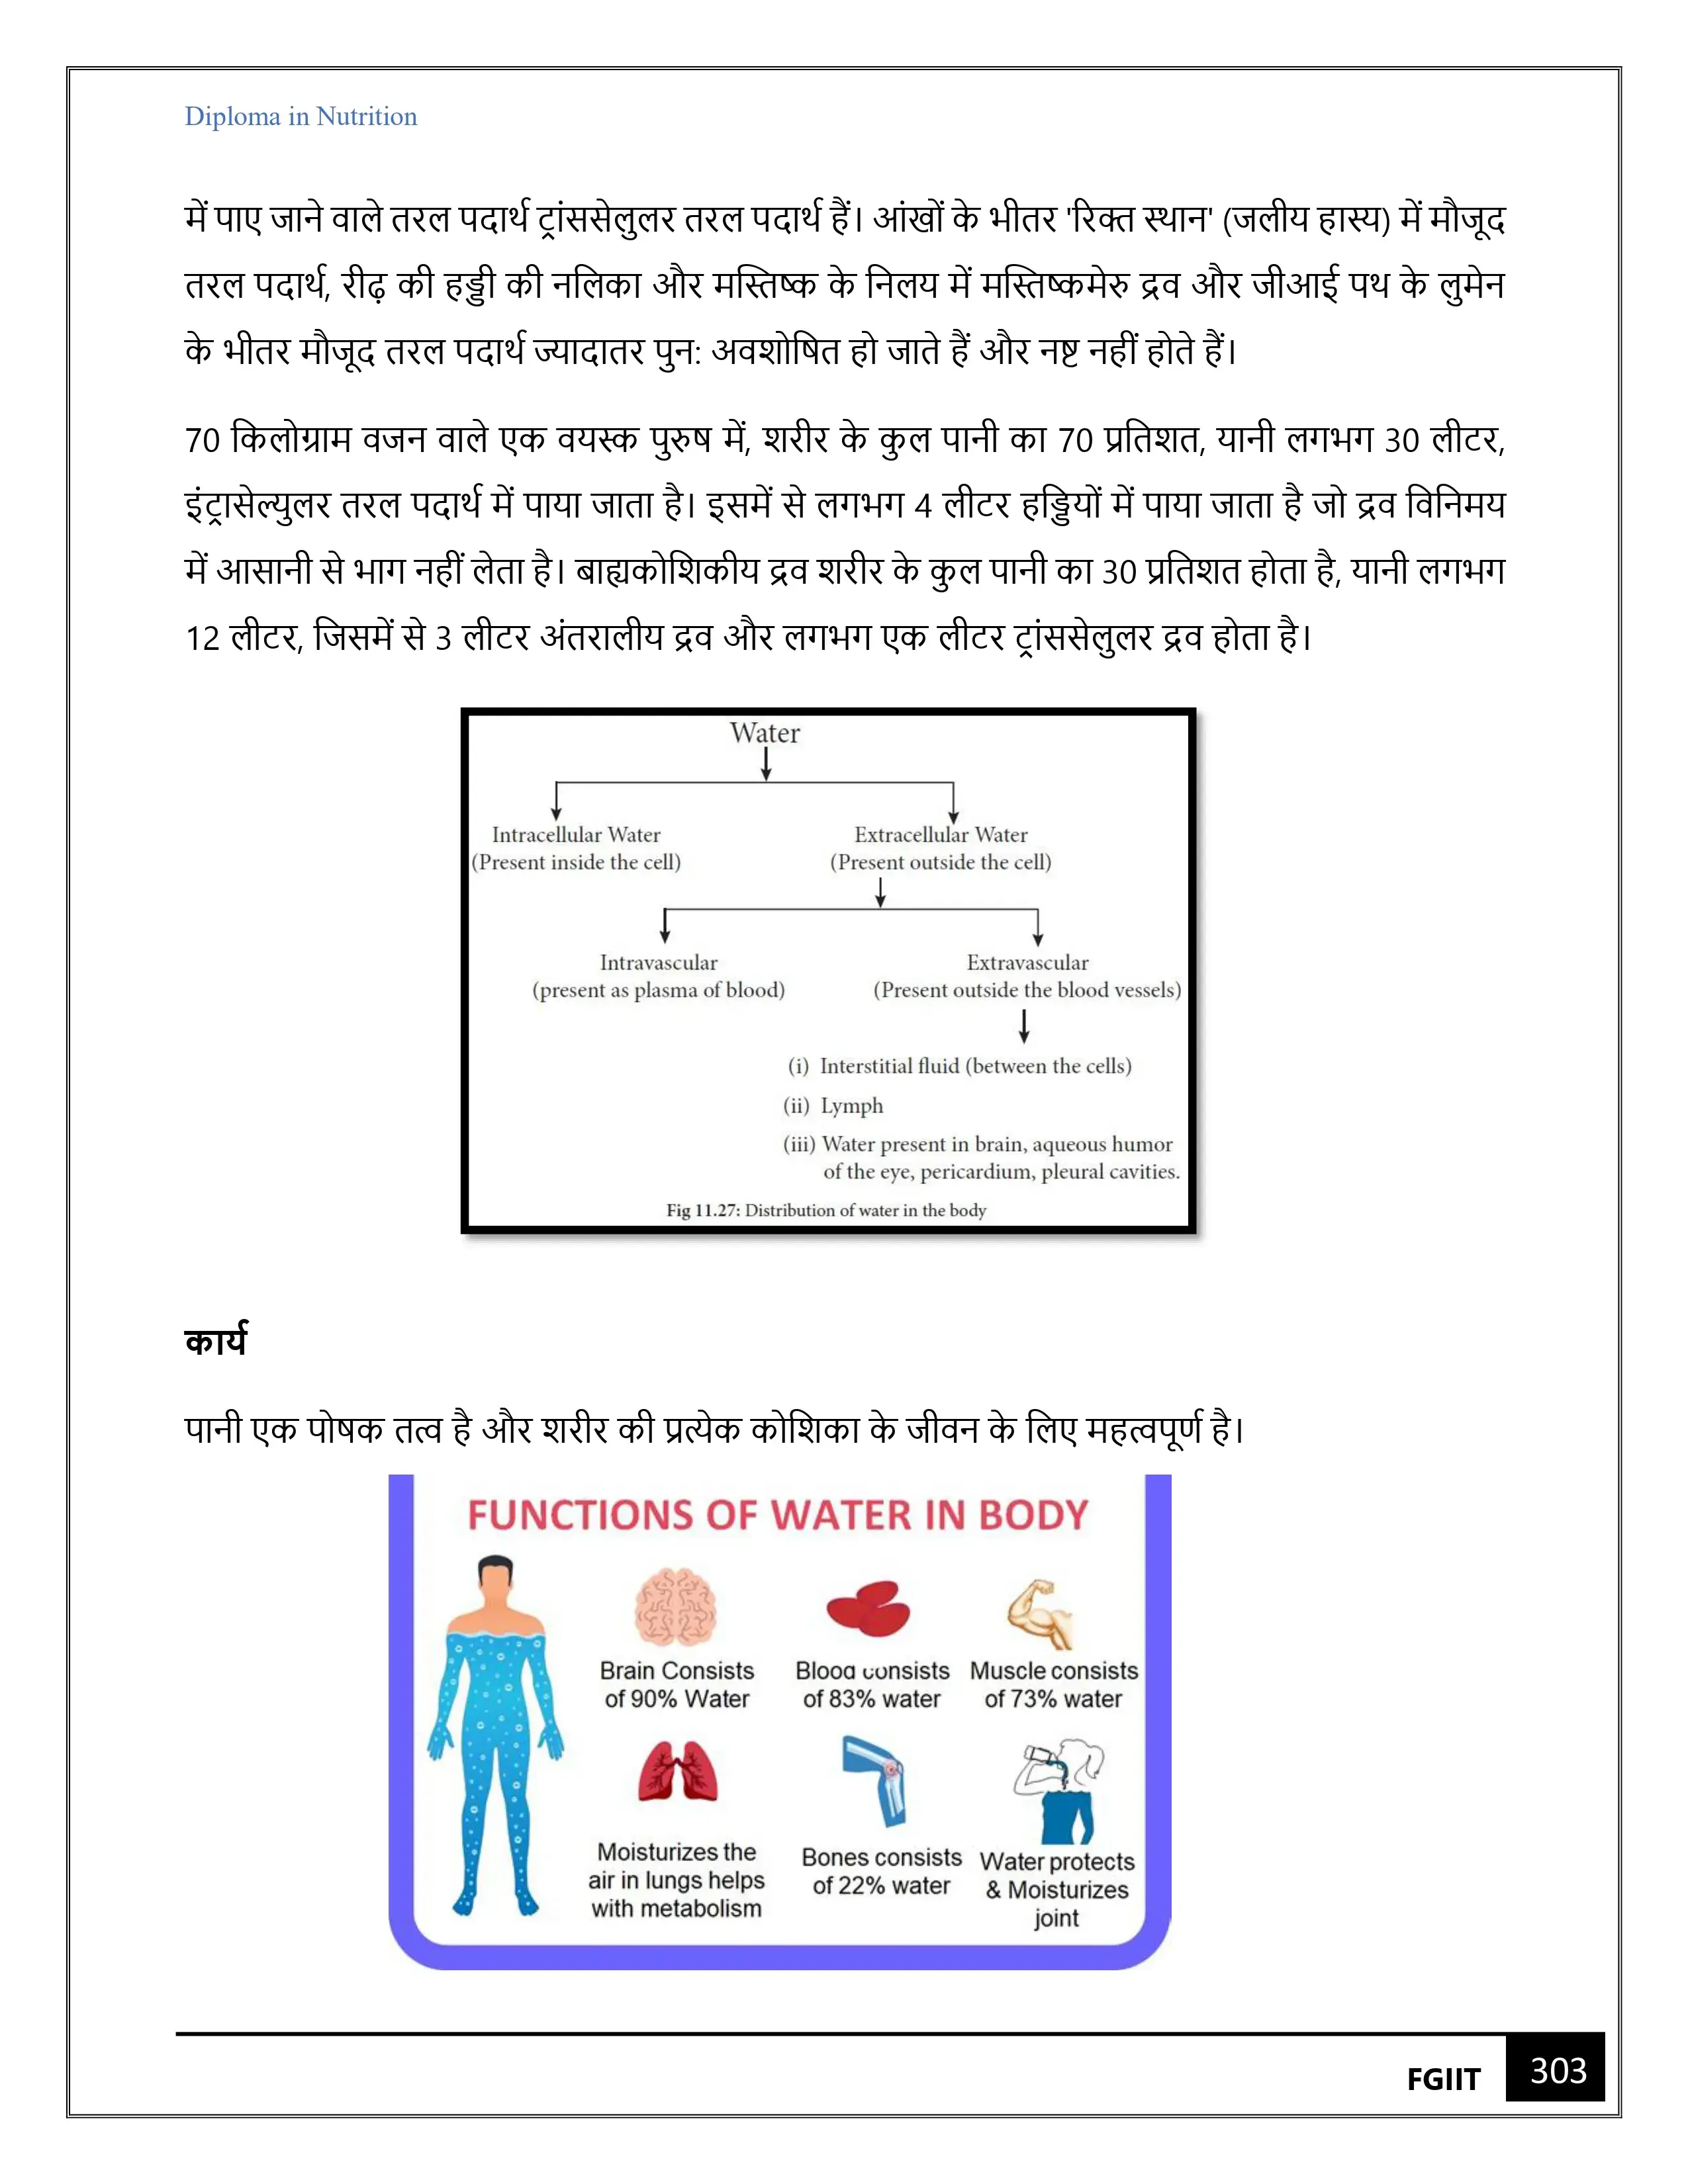 Diploma in Nutrition
में पाए जाने वाले तरल पदार्थ ट्रांससेलुलर तरल पदार्थ हैं। आंखों के भीतर 'रिक्त स्थान' (जलीय हास्य) में मौजूद
तरल पदार्थ, रीढ़ की हड्डी की नलिका और मस्तिष्क के निलय में मस्तिष्कमेरु द्रव और जीआई पथ के लुमेन
के भीतर मौजूद तरल पदार्थ ज्यादातर पुन: अवशोषित हो जाते हैं और नष्ट नहीं होते हैं।
70 किलोग्राम वजन वाले एक वयस्क पुरुष में, शरीर के कुल पानी का 70 प्रतिशत, यानी लगभग 30 लीटर,
इंट्रासेल्युलर तरल पदार्थ में पाया जाता है। इसमें से लगभग 4 लीटर हड्डियों में पाया जाता है जो द्रव विनिमय
में आसानी से भाग नहीं लेता है। बाह्यकोशिकीय द्रव शरीर के कुल पानी का 30 प्रतिशत होता है, यानी लगभग
12 लीटर, जिसमें से 3 लीटर अंतरालीय द्रव और लगभग एक लीटर ट्रांससेलुलर द्रव होता है।
Water
Intracellular Water
(Present inside the cell)
Extracellular Water
(Present outside the cell)
Intravascular
(present as plasma of blood)
Extravascular
(Present outside the blood vessels)
(i) Interstitial fluid (between the cells)
(ii) Lymph
(iii) Water present in brain, aqueous humor
of the eye, pericardium, pleural cavities.
Fig 11.27: Distribution of water in the body
कार्य
पानी एक पोषक तत्व है और शरीर की प्रत्येक कोशिका के जीवन के लिए महत्वपूर्ण है।
FUNCTIONS OF WATER IN BODY
Brain Consists
of 90% Water
Blood consists
of 83% water
Muscle consists
of 73% water
Moisturizes the
air in lungs helps
with metabolism
Bones consists
of 22% water
Water protects
& Moisturizes
joint
FGIIT
303